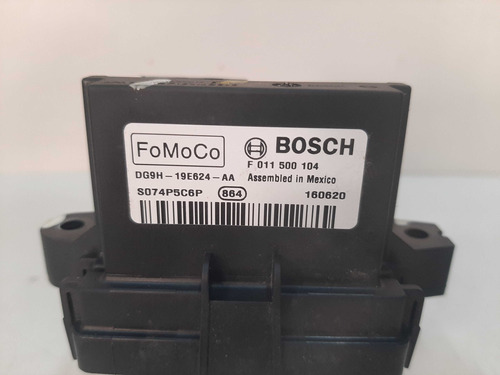 FoMoCo
BOSCH
F 011 500 104
DG9H-19E624-AA Assembled in Mexico
S074P5C6P 864 160620